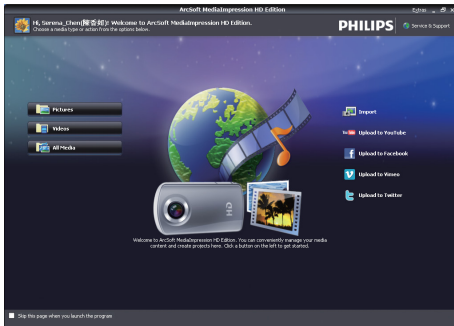 ArcSoft MediaImpression HD Edition
Extras
Hi, Serena_Chen(陳香如)! Welcome to ArcSoft MediaImpression HD Edition.
Choose a media type or action from the options below.
PHILIPS
Service & Support
Pictures
Videos
All Media
Import
You Tube
Upload to YouTube
Upload to Facebook
Upload to Vimeo
Upload to Twitter
HD
Welcome to ArcSoft MediaImpression HD Edition. You can conveniently manage your media
content and create projects here. Click a button on the left to get started.
Skip this page when you launch the program